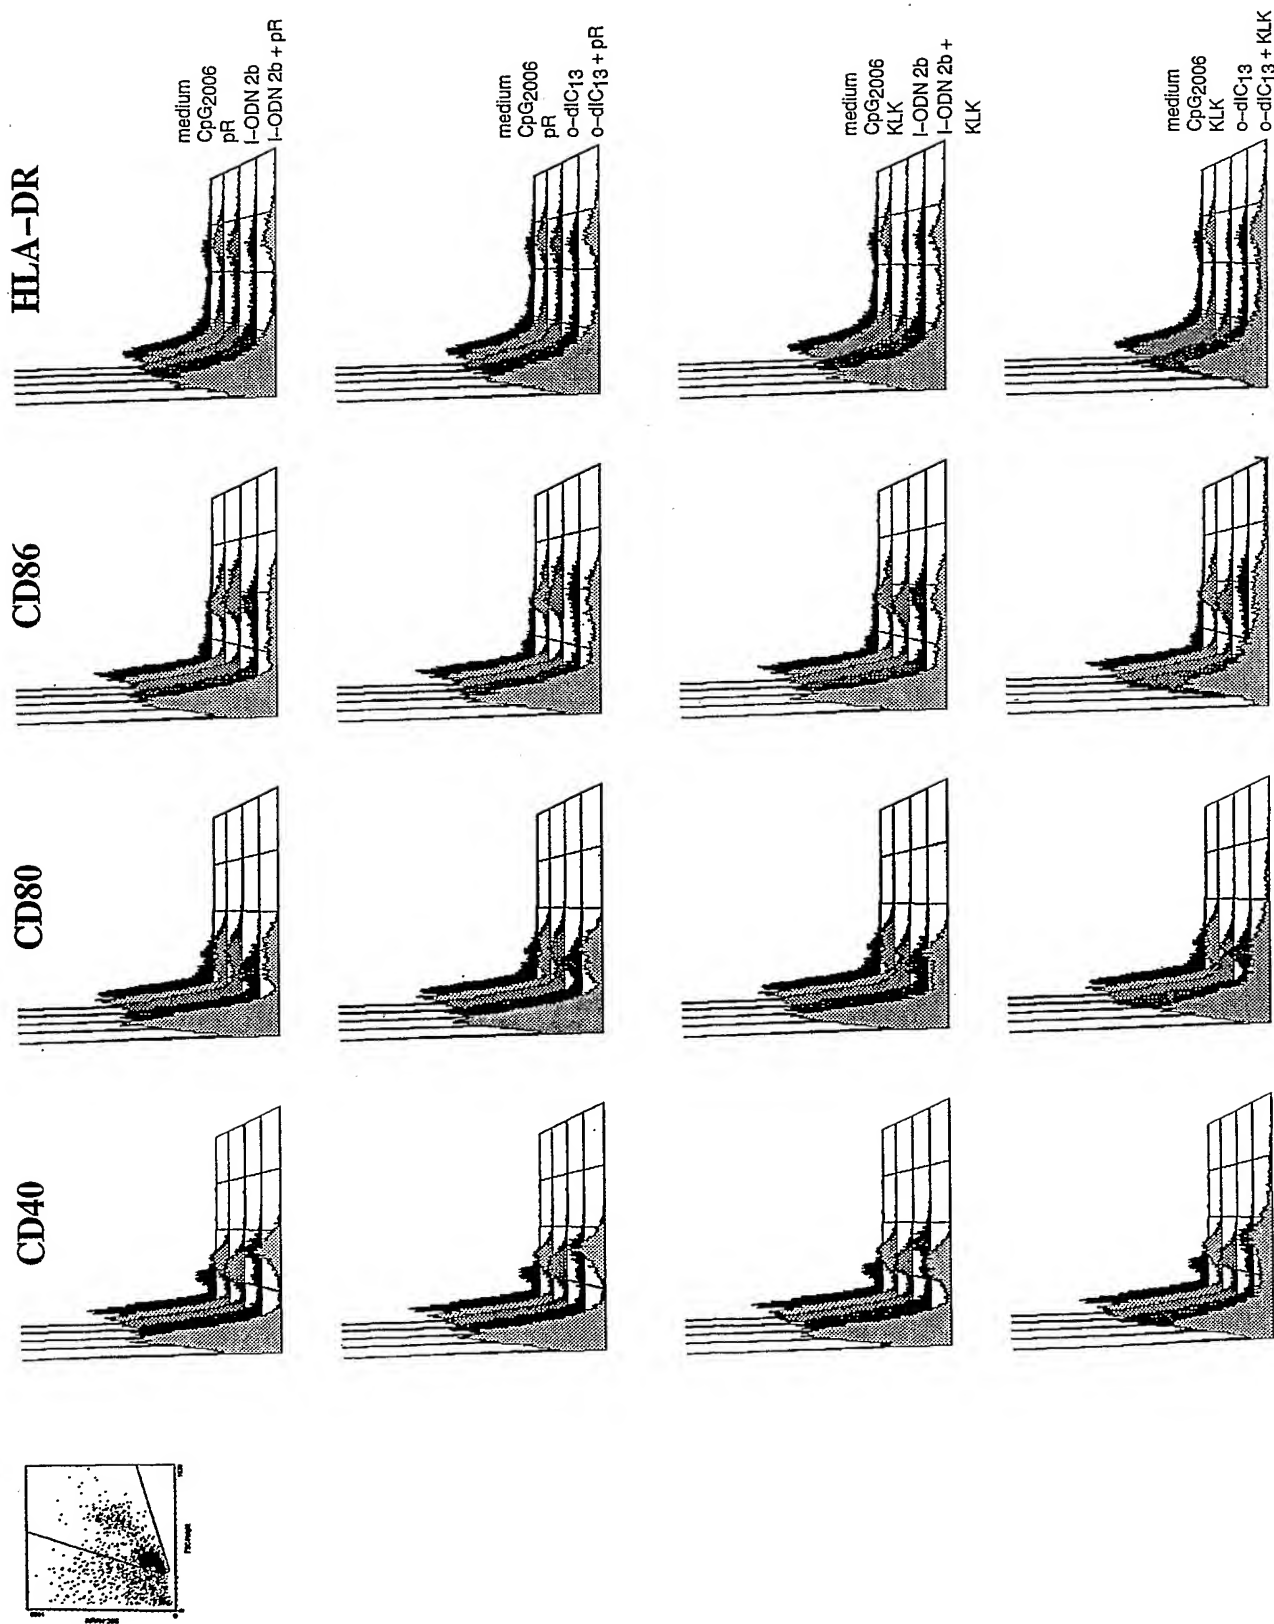 HLA-DR
CD86
CD80
CD40
medium
CpG2006
pR
I-ODN 2b
I-ODN 2b + pR
medium
CpG2006
pR
o-dIC13
o-dIC13 + pR
medium
CpG2006
KLK
I-ODN 2b
I-ODN 2b +
KLK
medium
CpG2006
KLK
o-dIC13
o-dIC13 + KLK